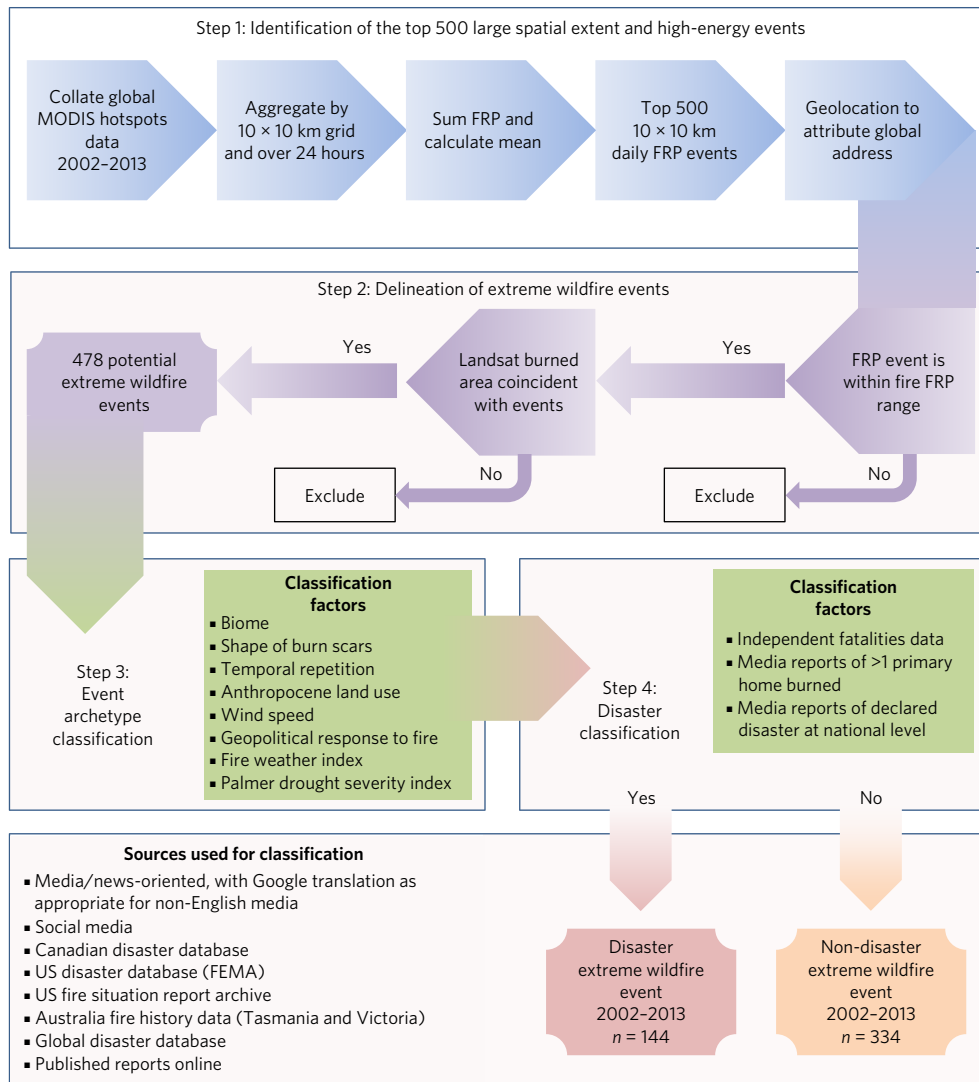 Step 1: Identification of the top 500 large spatial extent and high-energy events
Collate global
MODIS hotspots
data
2002–2013
Aggregate by
10 × 10 km grid
and over 24 hours
Sum FRP and
calculate mean
Top 500
10 × 10 km
daily FRP events
Geolocation to
attribute global
address
Step 2: Delineation of extreme wildfire events
FRP event is
within fire FRP
range
Yes
No
Exclude
Landsat burned
area coincident
with events
Yes
No
Exclude
478 potential
extreme wildfire
events
Step 3:
Event
archetype
classification
Classification
factors
▪ Biome
▪ Shape of burn scars
▪ Temporal repetition
▪ Anthropocene land use
▪ Wind speed
▪ Geopolitical response to fire
▪ Fire weather index
▪ Palmer drought severity index
Step 4:
Disaster
classification
Classification
factors
▪ Independent fatalities data
▪ Media reports of >1 primary
home burned
▪ Media reports of declared
disaster at national level
Yes
No
Sources used for classification
▪ Media/news-oriented, with Google translation as
appropriate for non-English media
▪ Social media
▪ Canadian disaster database
▪ US disaster database (FEMA)
▪ US fire situation report archive
▪ Australia fire history data (Tasmania and Victoria)
▪ Global disaster database
▪ Published reports online
Disaster
extreme wildfire
event
2002–2013
n = 144
Non-disaster
extreme wildfire
event
2002–2013
n = 334